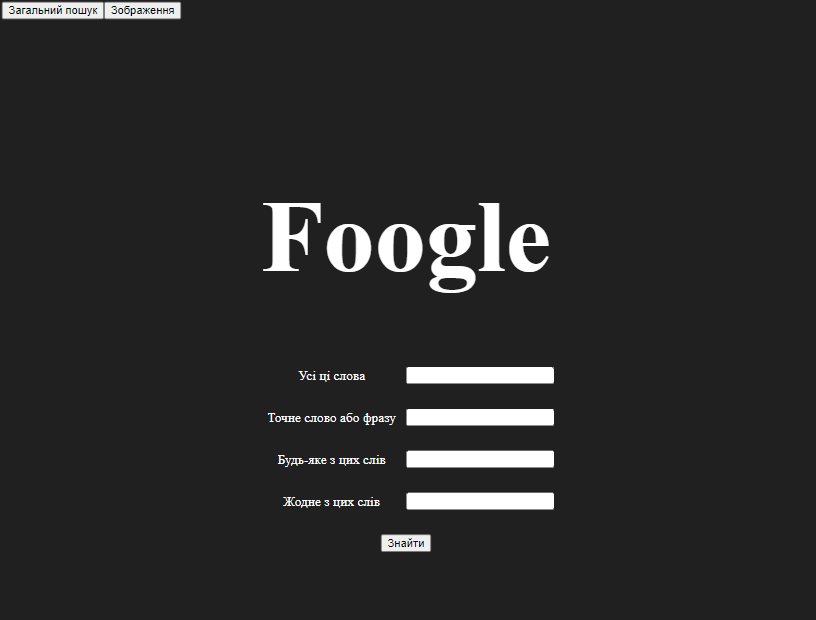 Загальний пошук Зображення
Foogle
Усі ці слова
Точне слово або фразу
Будь-яке з цих слів
Жодне з цих слів
Знайти